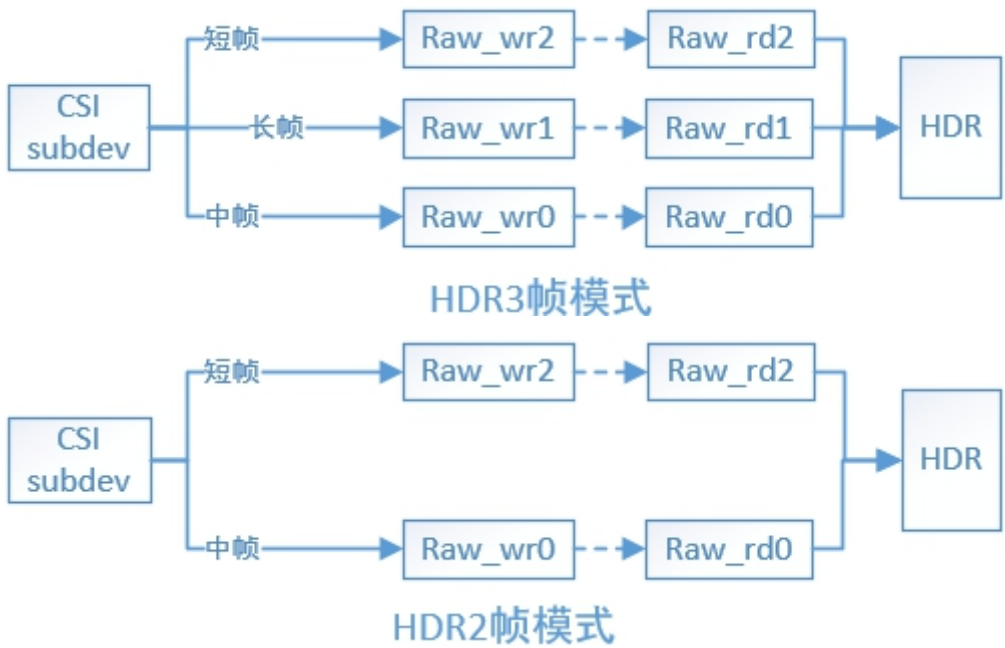 短帧
Raw_wr2
Raw_rd2
CSI
subdev
长帧
Raw_wr1
Raw_rd1
HDR
中帧
Raw_wr0
Raw_rd0
HDR3帧模式
短帧
Raw_wr2
Raw_rd2
CSI
subdev
HDR
中帧
Raw_wr0
Raw_rd0
HDR2帧模式